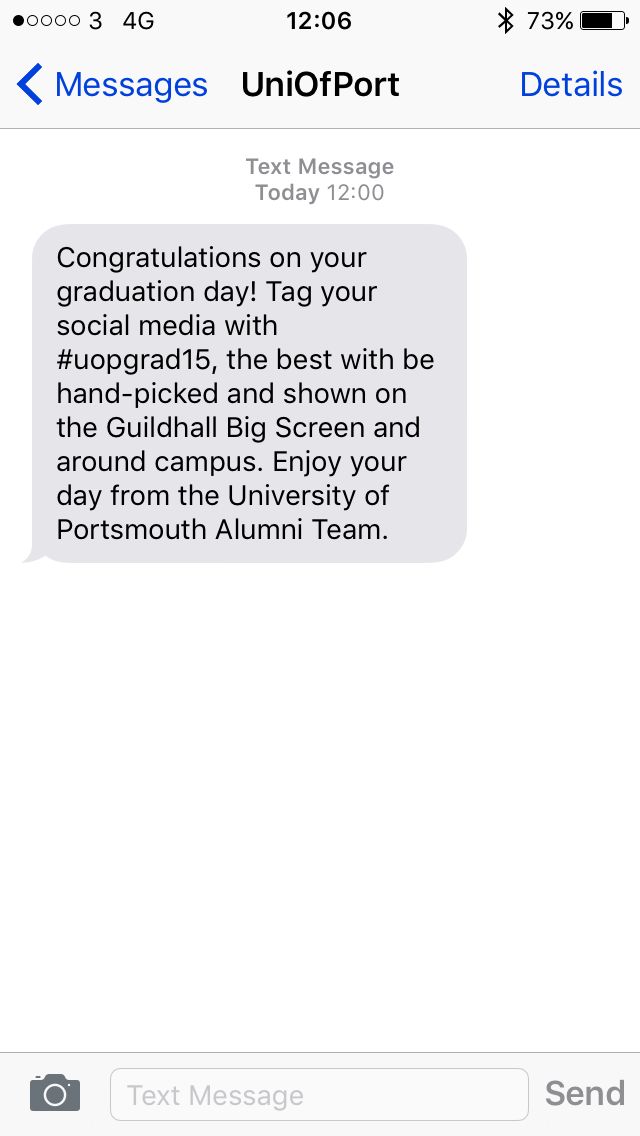 3 4G 12:06 73%
Messages UniOfPort Details
Text Message
Today 12:00
Congratulations on your
graduation day! Tag your
social media with
#uopgrad15, the best with be
hand-picked and shown on
the Guildhall Big Screen and
around campus. Enjoy your
day from the University of
Portsmouth Alumni Team.
Text Message Send